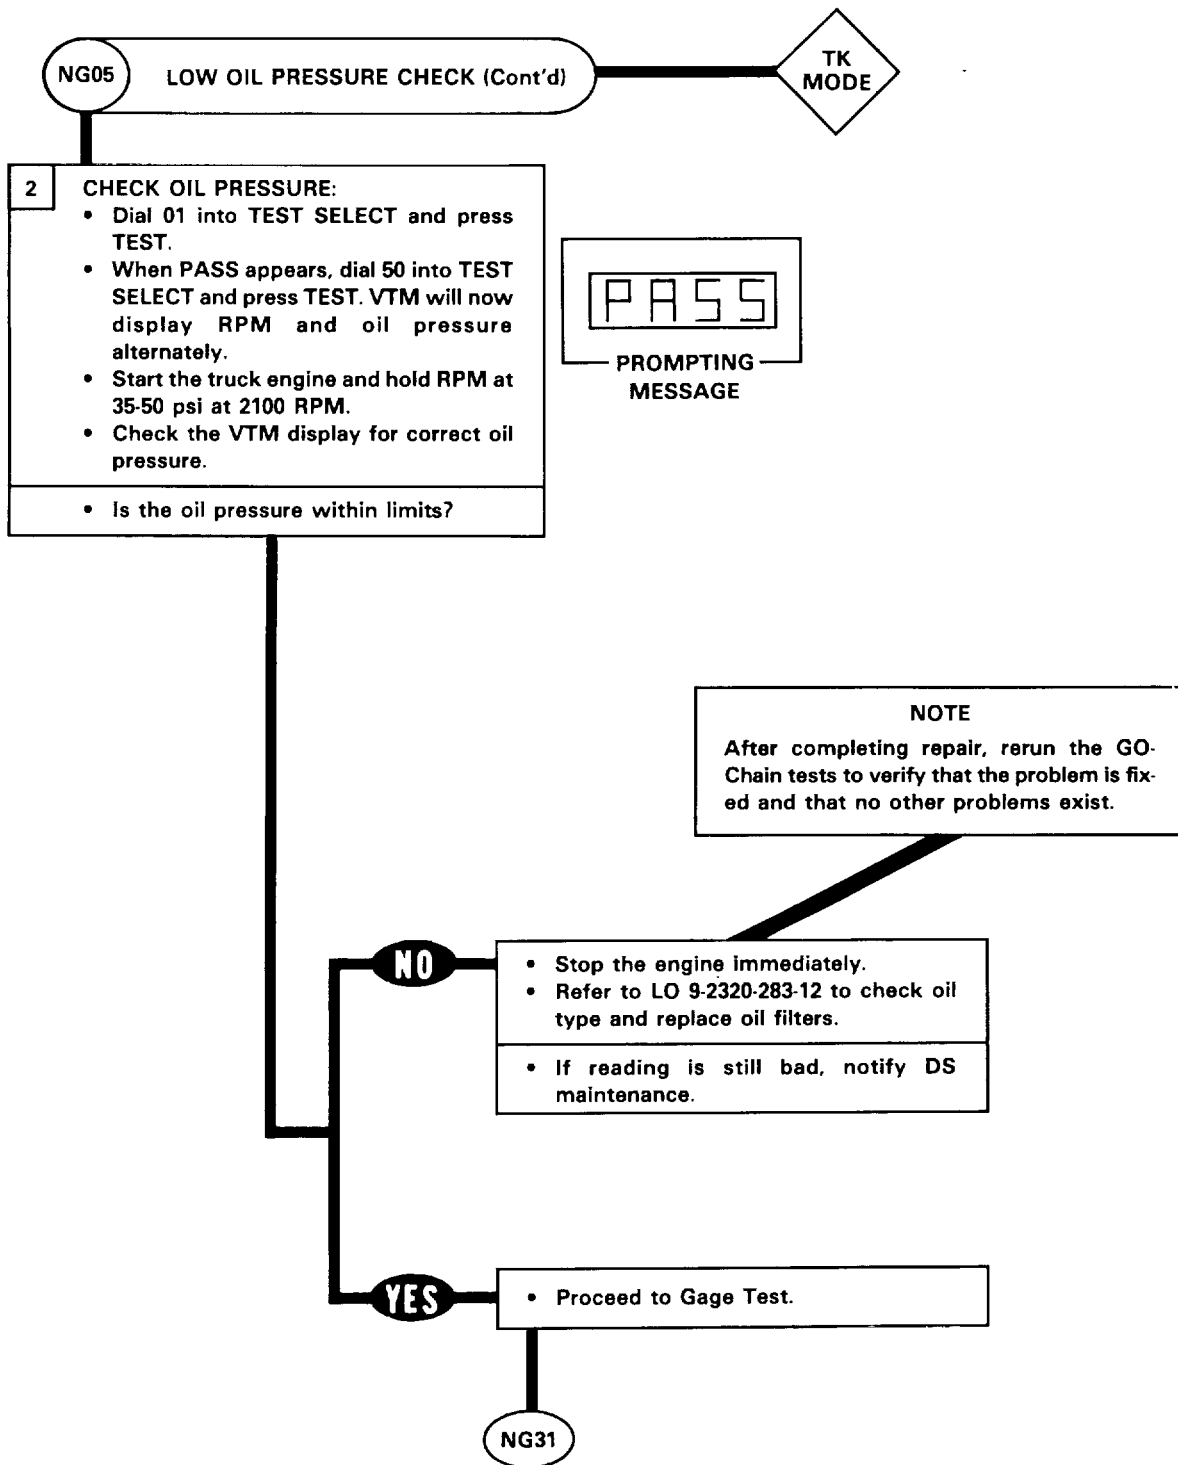 NG05
LOW OIL PRESSURE CHECK (Cont'd)
TK
MODE
2
CHECK OIL PRESSURE:
• Dial 01 into TEST SELECT and press
TEST.
• When PASS appears, dial 50 into TEST
SELECT and press TEST. VTM will now
display RPM and oil pressure
alternately.
• Start the truck engine and hold RPM at
35-50 psi at 2100 RPM.
• Check the VTM display for correct oil
pressure.
• Is the oil pressure within limits?
PASS
PROMPTING
MESSAGE
NOTE
After completing repair, rerun the GO-
Chain tests to verify that the problem is fix-
ed and that no other problems exist.
NO
• Stop the engine immediately.
• Refer to LO 9-2320-283-12 to check oil
type and replace oil filters.
• If reading is still bad, notify DS
maintenance.
YES
• Proceed to Gage Test.
NG31